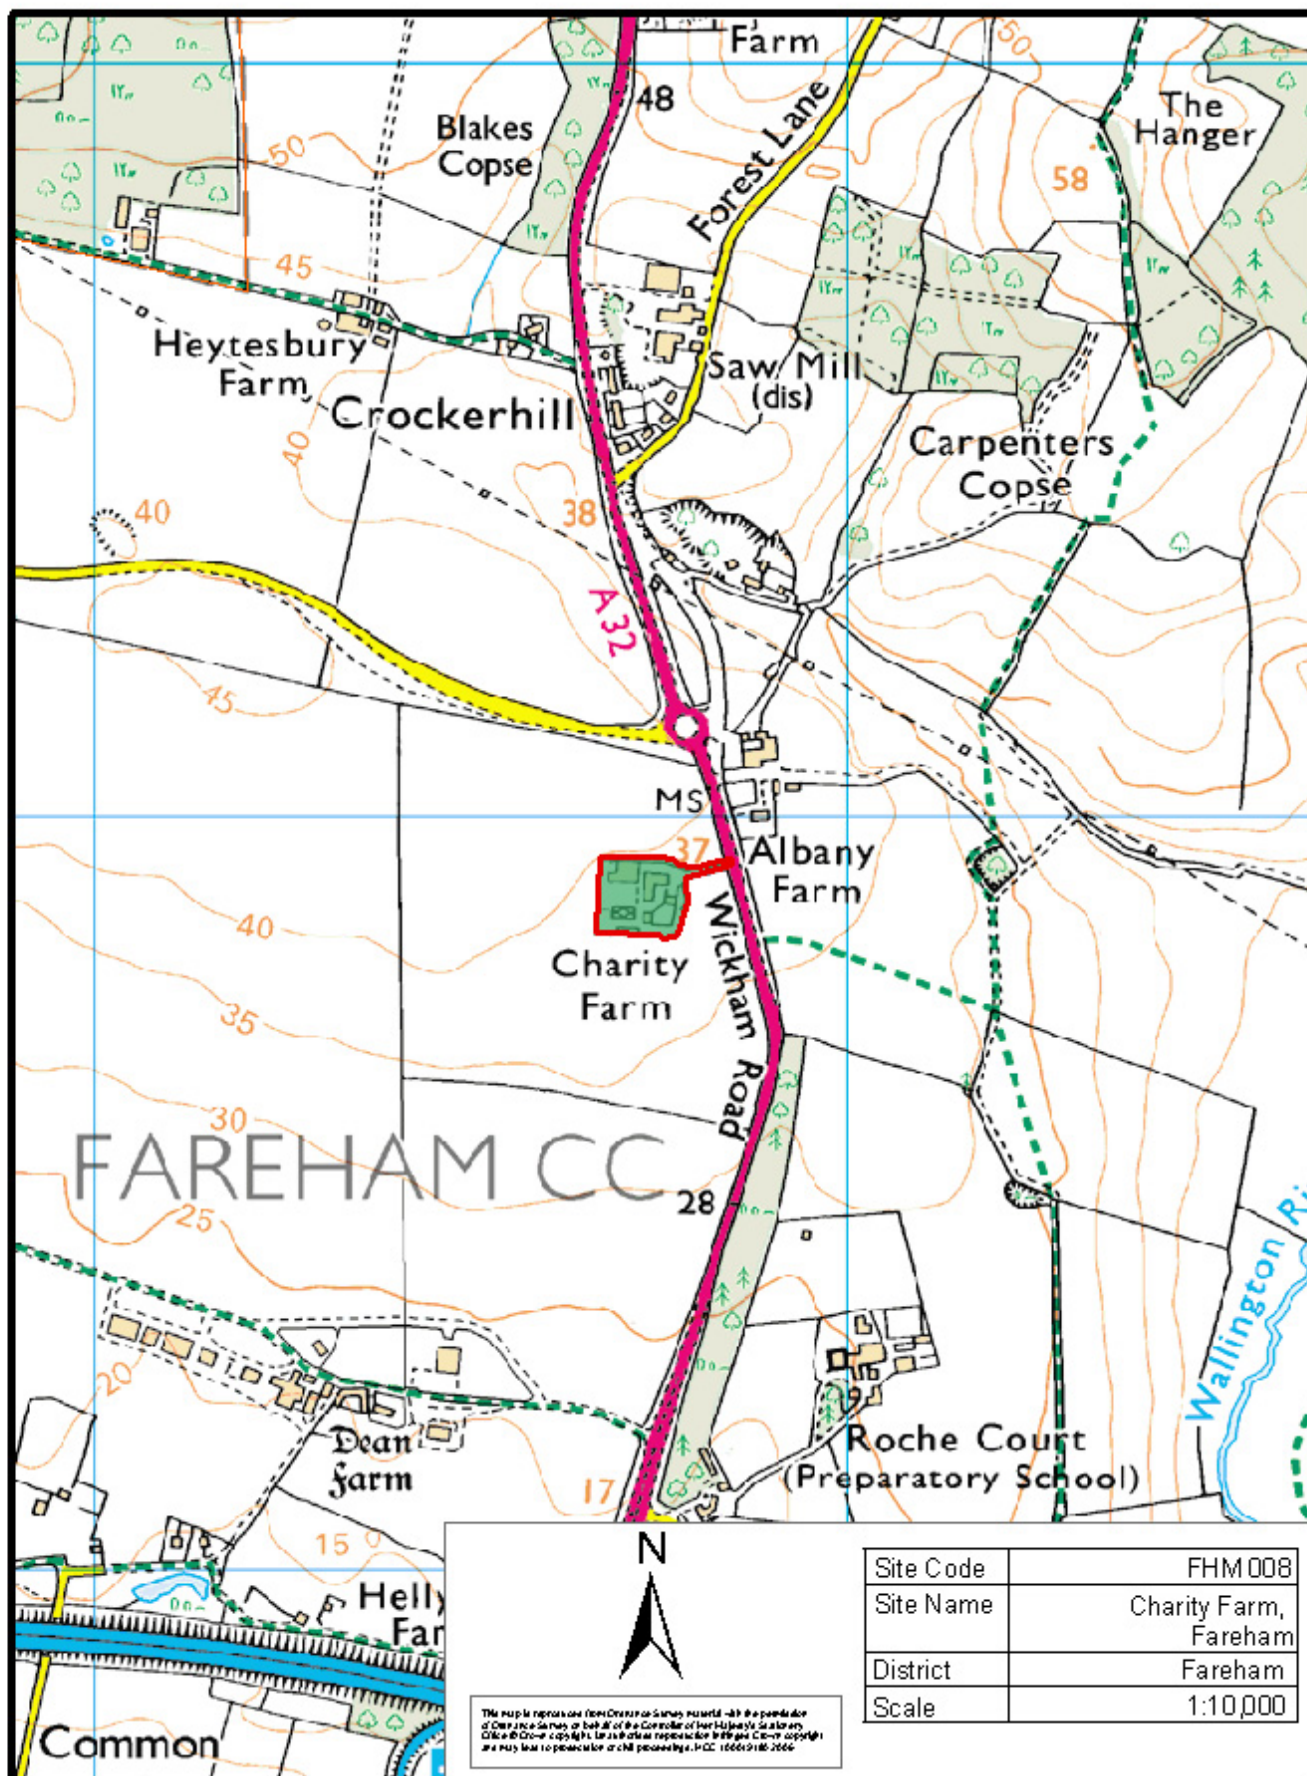 Farm
48
50
The
Hanger
Blakes
Copse
Forest Lane
58
50
45
Heytesbury
Farm
Saw Mill
(dis)
Crockerhill
40
Carpenters
Copse
38
40
A32
45
MS
37
Albany
Farm
40
Charity
Farm
Wickham Road
35
30
FAREHAM CC
28
25
Wallington
20
Dean
Farm
Roche Court
(Preparatory School)
17
15
N
Site Code FHM008
Site Name Charity Farm,
Fareham
District Fareham
Scale 1:10,000
Common